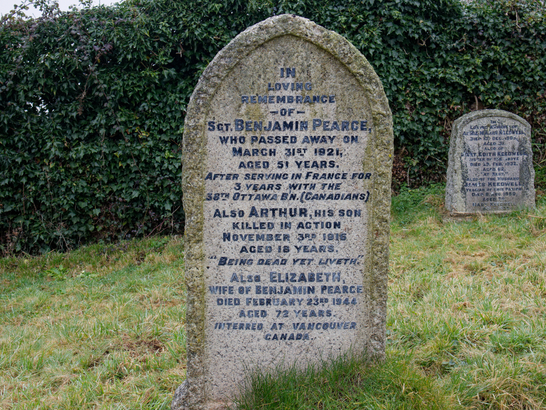 IN
LOVING
REMEMBRANCE
-OF-
SGT. BENJAMIN PEARCE,
WHO PASSED AWAY ON
MARCH 31ST 1921,
AGED 51 YEARS.
AFTER SERVING IN FRANCE FOR
3 YEARS WITH THE
38TH OTTAWA BN. (CANADIANS)
ALSO ARTHUR, HIS SON
KILLED IN ACTION
NOVEMBER 3RD 1916
AGED 18 YEARS.
"BEING DEAD YET LIVETH."
ALSO ELIZABETH,
WIFE OF BENJAMIN PEARCE
DIED FEBRUARY 23RD 1944
AGED 72 YEARS.
INTERRED AT VANCOUVER
CANADA.